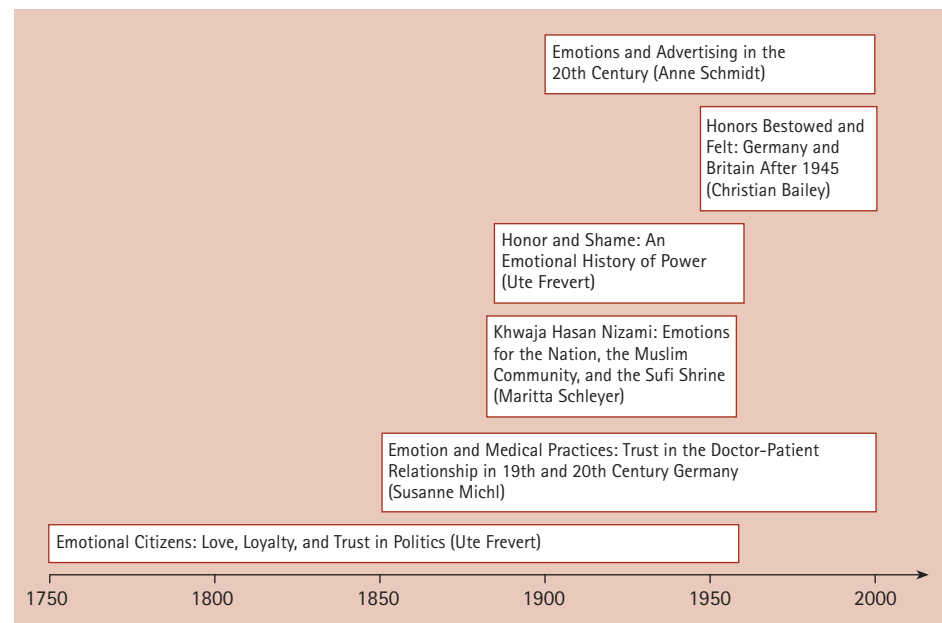 Emotions and Advertising in the
20th Century (Anne Schmidt)
Honors Bestowed and
Felt: Germany and
Britain After 1945
(Christian Bailey)
Honor and Shame: An
Emotional History of Power
(Ute Frevert)
Khwaja Hasan Nizami: Emotions
for the Nation, the Muslim
Community, and the Sufi Shrine
(Maritta Schleyer)
Emotion and Medical Practices: Trust in the Doctor-Patient
Relationship in 19th and 20th Century Germany
(Susanne Michl)
Emotional Citizens: Love, Loyalty, and Trust in Politics (Ute Frevert)
1750 1800 1850 1900 1950 2000